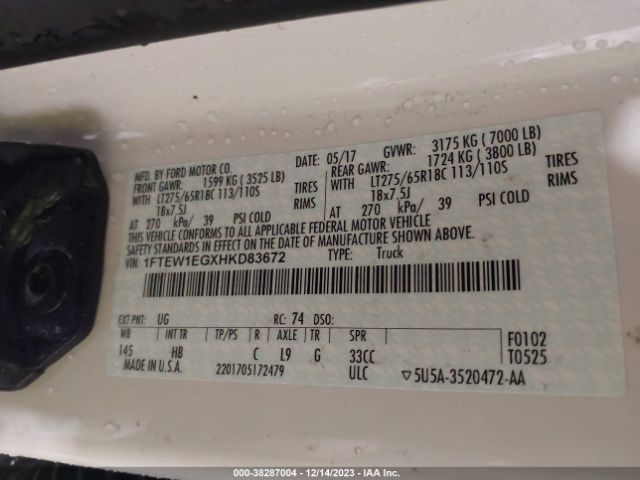 MFD. BY FORD MOTOR CO.
DATE: 05/17 GVWR: 3175 KG ( 7000 LB)
FRONT GAWR: 1599 KG ( 3525 LB) REAR GAWR: 1724 KG ( 3800 LB)
WITH LT275/65R18C 113/110S TIRES WITH LT275/65R18C 113/110S TIRES
18x7.5J RIMS 18x7.5J RIMS
AT 270 kPa/ 39 PSI COLD AT 270 kPa/ 39 PSI COLD
THIS VEHICLE CONFORMS TO ALL APPLICABLE FEDERAL MOTOR VEHICLE
SAFETY STANDARDS IN EFFECT ON THE DATE OF MANUFACTURE SHOWN ABOVE.
VIN: 1FTEW1EGXHKD83672 TYPE: Truck
EXT PNT: UG RC: 74 DSO:
WB INT TR TP/PS R AXLE TR SPR F0102
145 HB C L9 G 33CC T0525
MADE IN U.S.A. 2201705172479 ULC 5U5A-3520472-AA
000-38287004 | 12/14/2023 | IAA Inc.